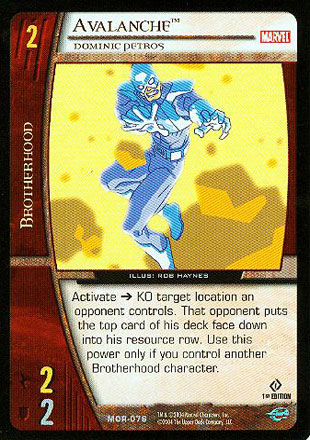 2
AVALANCHE™
DOMINIC PETROS
MARVEL
BROTHERHOOD
ILLUS: ROB HAYNES
Activate ➔ KO target location an
opponent controls. That opponent puts
the top card of his deck face down
into his resource row. Use this
power only if you control another
Brotherhood character.
2
2
1st EDITION
MOR-076